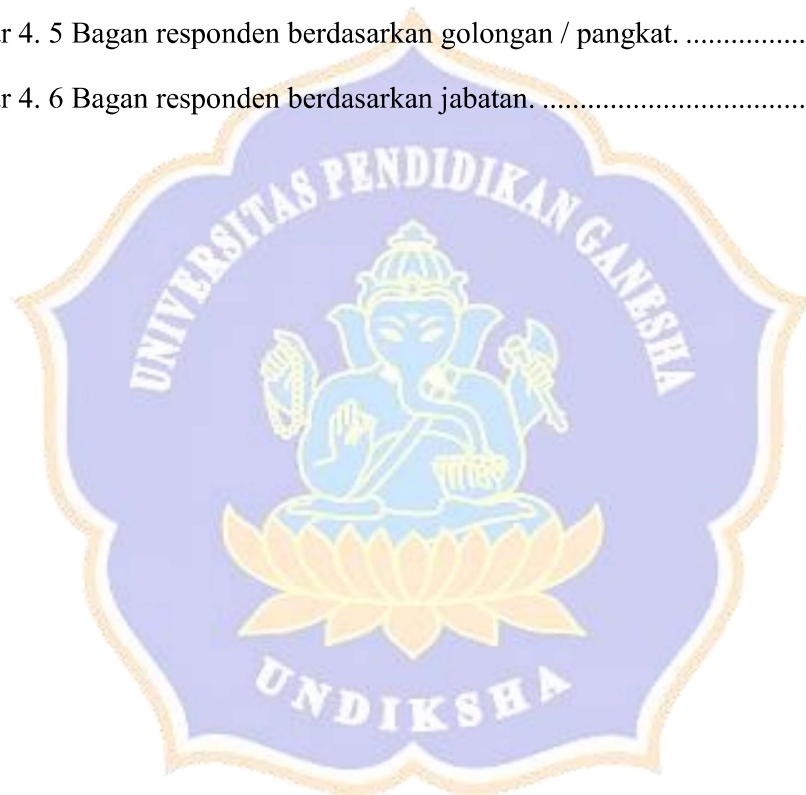 r 4. 5 Bagan responden berdasarkan golongan / pangkat. ................
r 4. 6 Bagan responden berdasarkan jabatan. ...................................
UNIVERSITAS PENDIDIKAN GANESHA
UNDIKSHA